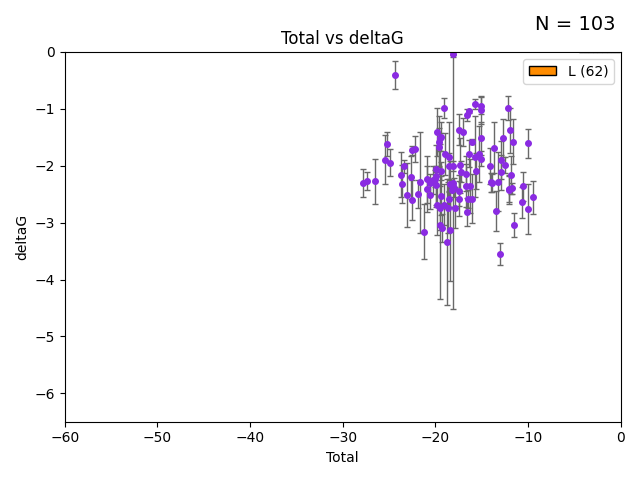 N = 103
Total vs deltaG
L (62)
0
−1
−2
−3
−4
−5
−6
deltaG
−60 −50 −40 −30 −20 −10 0
Total